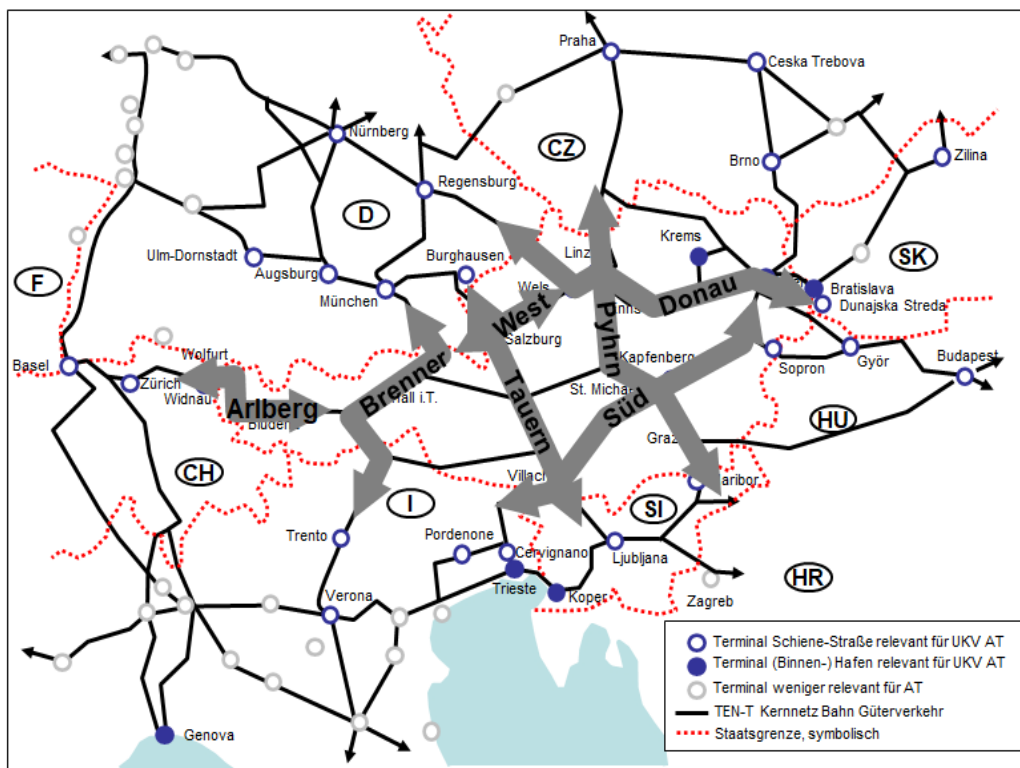 Praha
Ceska Trebova
Nürnberg
CZ
Brno
Zilina
Regensburg
D
Krems
Ulm-Dornstadt
Augsburg
Burghausen
Linz
SK
F
München
Wels
West
Donau
Bratislava
Dunajska Streda
Salzburg
Pyhrn
Basel
Wolfurt
Zürich
Widnau
Brenner
Kapfenberg
Sopron
Györ
Budapest
Arlberg
Hall i.T.
Tauern
St. Micha
Süd
HU
Graz
CH
Villach
I
SI
Trento
Pordenone
Cervignano
Ljubljana
HR
Trieste
Koper
Zagreb
Verona
Genova
Terminal Schiene-Straße relevant für UKV AT
Terminal (Binnen-) Hafen relevant für UKV AT
Terminal weniger relevant für AT
TEN-T Kernnetz Bahn Güterverkehr
Staatsgrenze, symbolisch